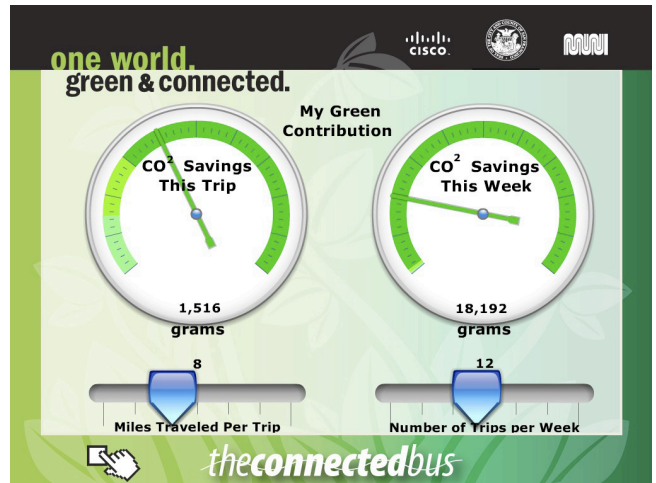 one world.
green & connected.
CISCO.
MUNI
My Green
Contribution
CO2 Savings
This Trip
1,516
grams
CO2 Savings
This Week
18,192
grams
8
Miles Traveled Per Trip
12
Number of Trips per Week
theconnectedbus